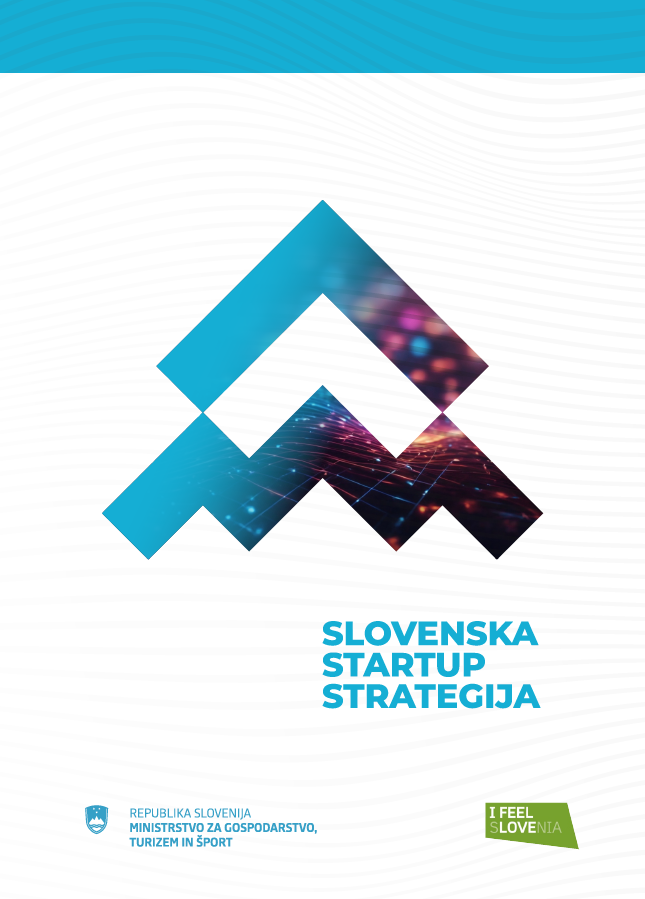 SLOVENSKA
STARTUP
STRATEGIJA
REPUBLIKA SLOVENIJA
MINISTRSTVO ZA GOSPODARSTVO,
TURIZEM IN ŠPORT
I FEEL
SLOVENIA